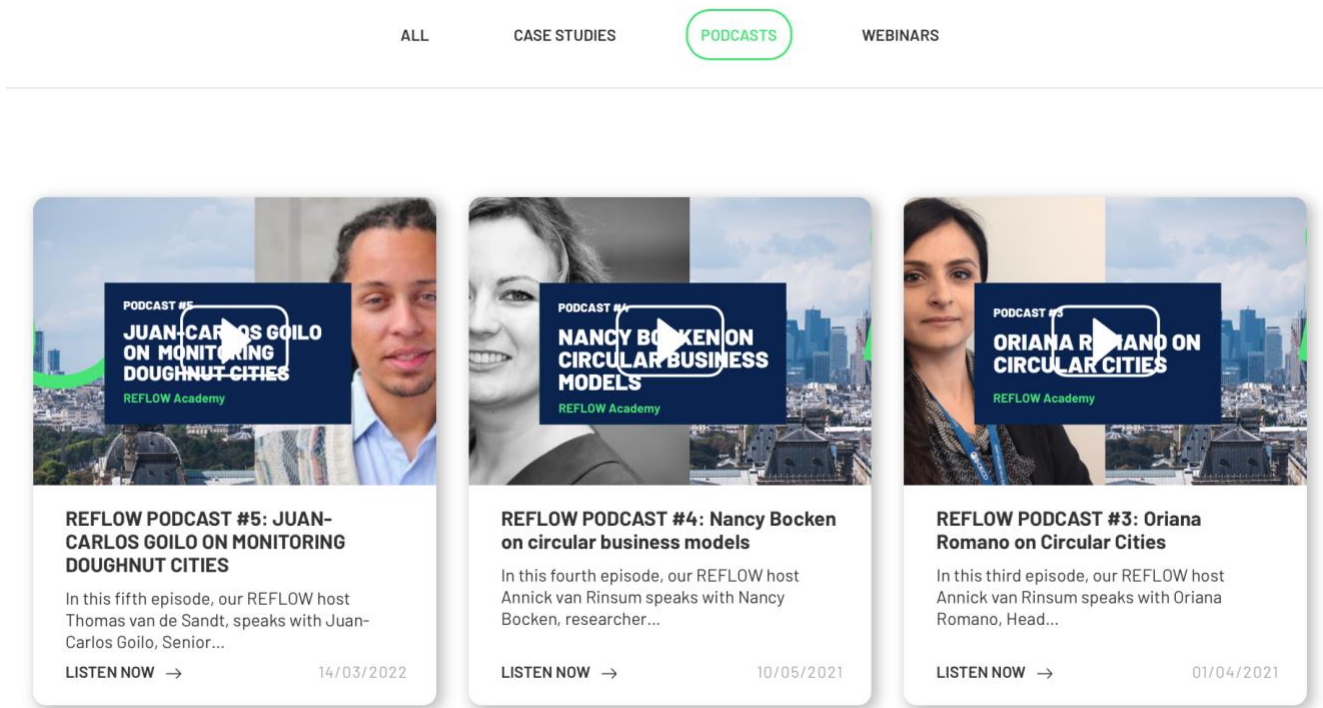 ALL
CASE STUDIES
PODCASTS
WEBINARS
PODCAST #5
JUAN-CARLOS GOILO
ON MONITORING
DOUGHNUT CITIES
REFLOW Academy
PODCAST #4
NANCY BOCKEN ON
CIRCULAR BUSINESS
MODELS
REFLOW Academy
PODCAST #3
ORIANA ROMANO ON
CIRCULAR CITIES
REFLOW Academy
REFLOW PODCAST #5: JUAN-
CARLOS GOILO ON MONITORING
DOUGHNUT CITIES
In this fifth episode, our REFLOW host
Thomas van de Sandt, speaks with Juan-
Carlos Goilo, Senior...
LISTEN NOW →
14/03/2022
REFLOW PODCAST #4: Nancy Bocken
on circular business models
In this fourth episode, our REFLOW host
Annick van Rinsum speaks with Nancy
Bocken, researcher...
LISTEN NOW →
10/05/2021
REFLOW PODCAST #3: Oriana
Romano on Circular Cities
In this third episode, our REFLOW host
Annick van Rinsum speaks with Oriana
Romano, Head...
LISTEN NOW →
01/04/2021